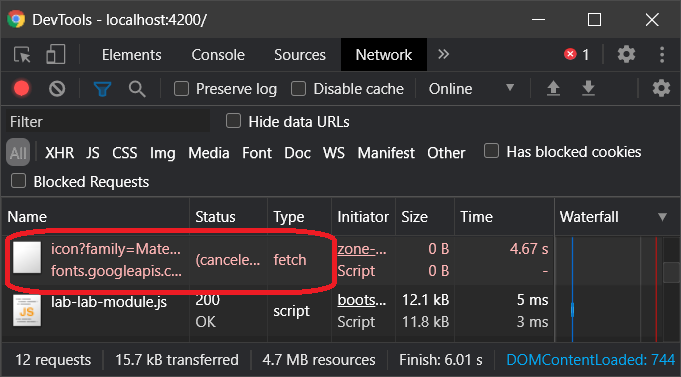 DevTools - localhost:4200/
Elements Console Sources Network » 1
Preserve log Disable cache Online
Filter Hide data URLs
All XHR JS CSS Img Media Font Doc WS Manifest Other Has blocked cookies
Blocked Requests
Name Status Type Initiator Size Time Waterfall
icon?family=Mate... (cancele... fetch zone-... 0 B 4.67 s
fonts.googleapis.c... Script 0 B -
lab-lab-module.js 200 script boots... 12.1 kB 5 ms
JS OK Script 11.8 kB 3 ms
12 requests 15.7 kB transferred 4.7 MB resources Finish: 6.01 s DOMContentLoaded: 744